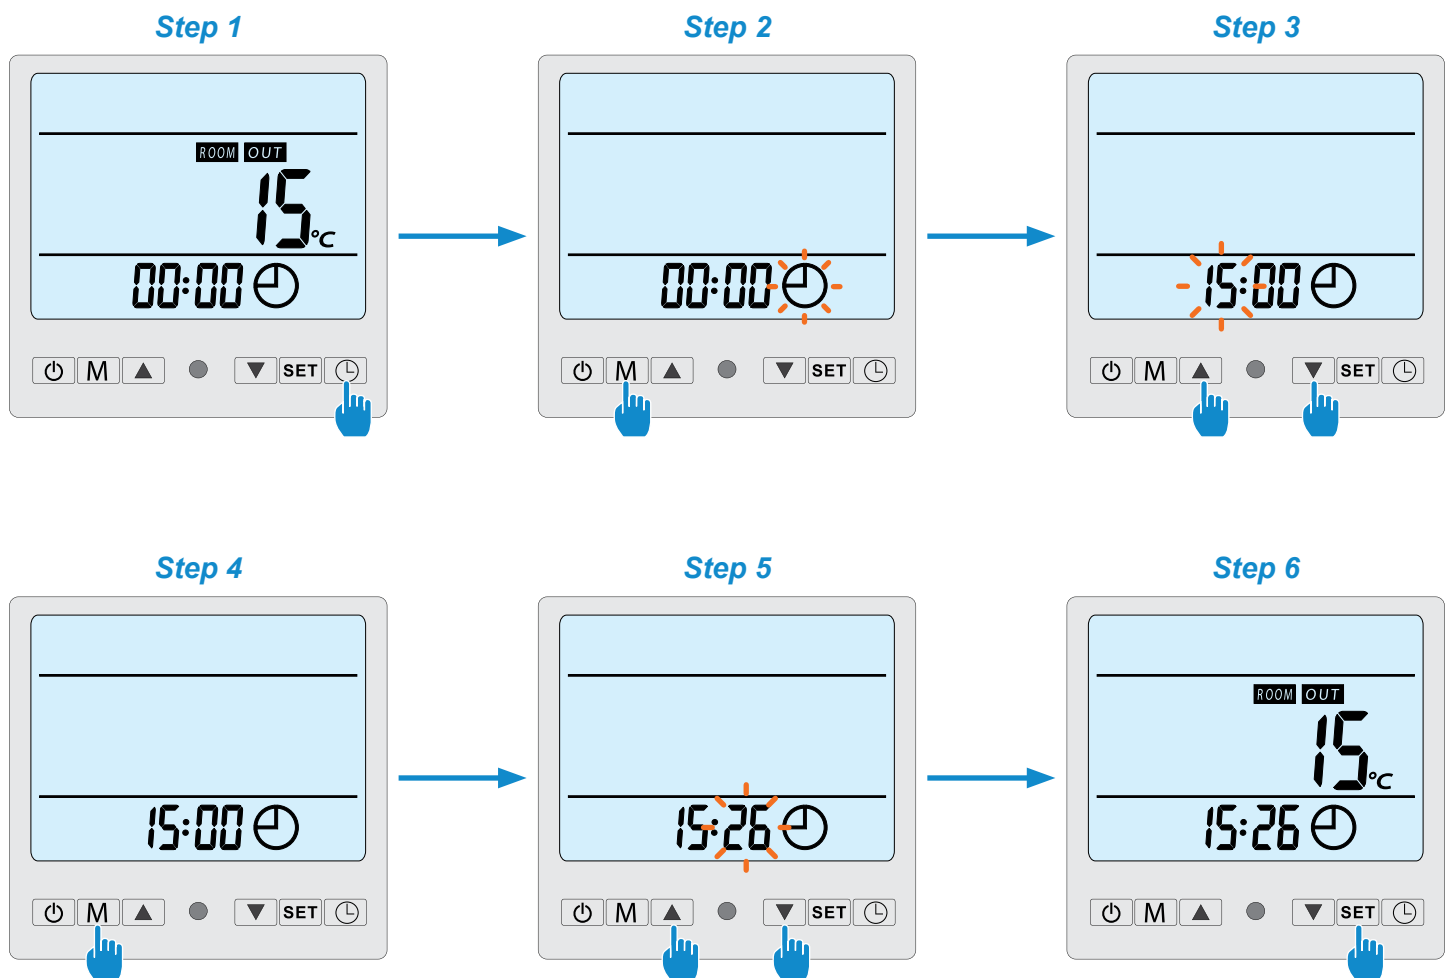 Step 1
Step 2
Step 3
ROOM OUT
15°C
00:00
00:00
15:00
M SET
M SET
M SET
Step 4
Step 5
Step 6
ROOM OUT
15°C
15:00
15:26
15:26
M SET
M SET
M SET